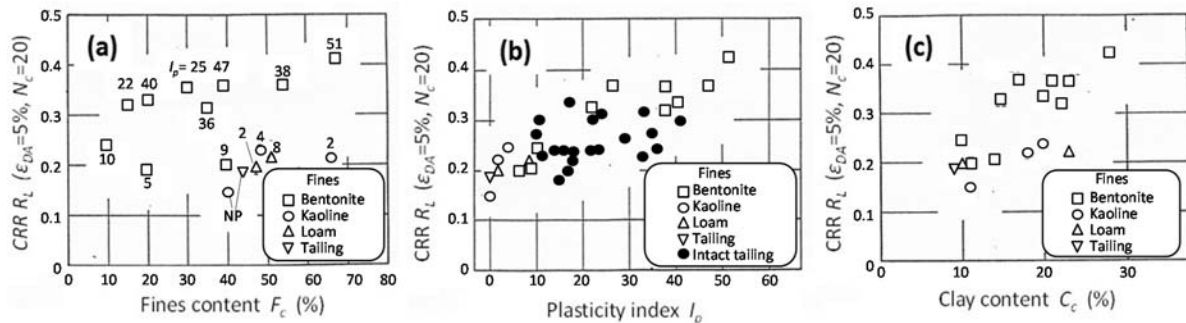 (a)
CRR R_L (ε_DA=5%, N_c=20)
0.5
0.4
0.3
0.2
0.1
0
51
22
40
I_p= 25
47
38
36
10
5
9
2
4
8
2
NP
Fines
Bentonite
Kaoline
Loam
Tailing
0 10 20 30 40 50 60 70 80
Fines content F_c (%)
(b)
CRR R_L (ε_DA=5%, N_c=20)
0.5
0.4
0.3
0.2
0.1
0
Fines
Bentonite
Kaoline
Loam
Tailing
Intact tailing
0 10 20 30 40 50 60
Plasticity index I_p
(c)
CRR R_L (ε_DA=5%, N_c=20)
0.5
0.4
0.3
0.2
0.1
0
Fines
Bentonite
Kaoline
Loam
Tailing
0 10 20 30
Clay content C_c (%)